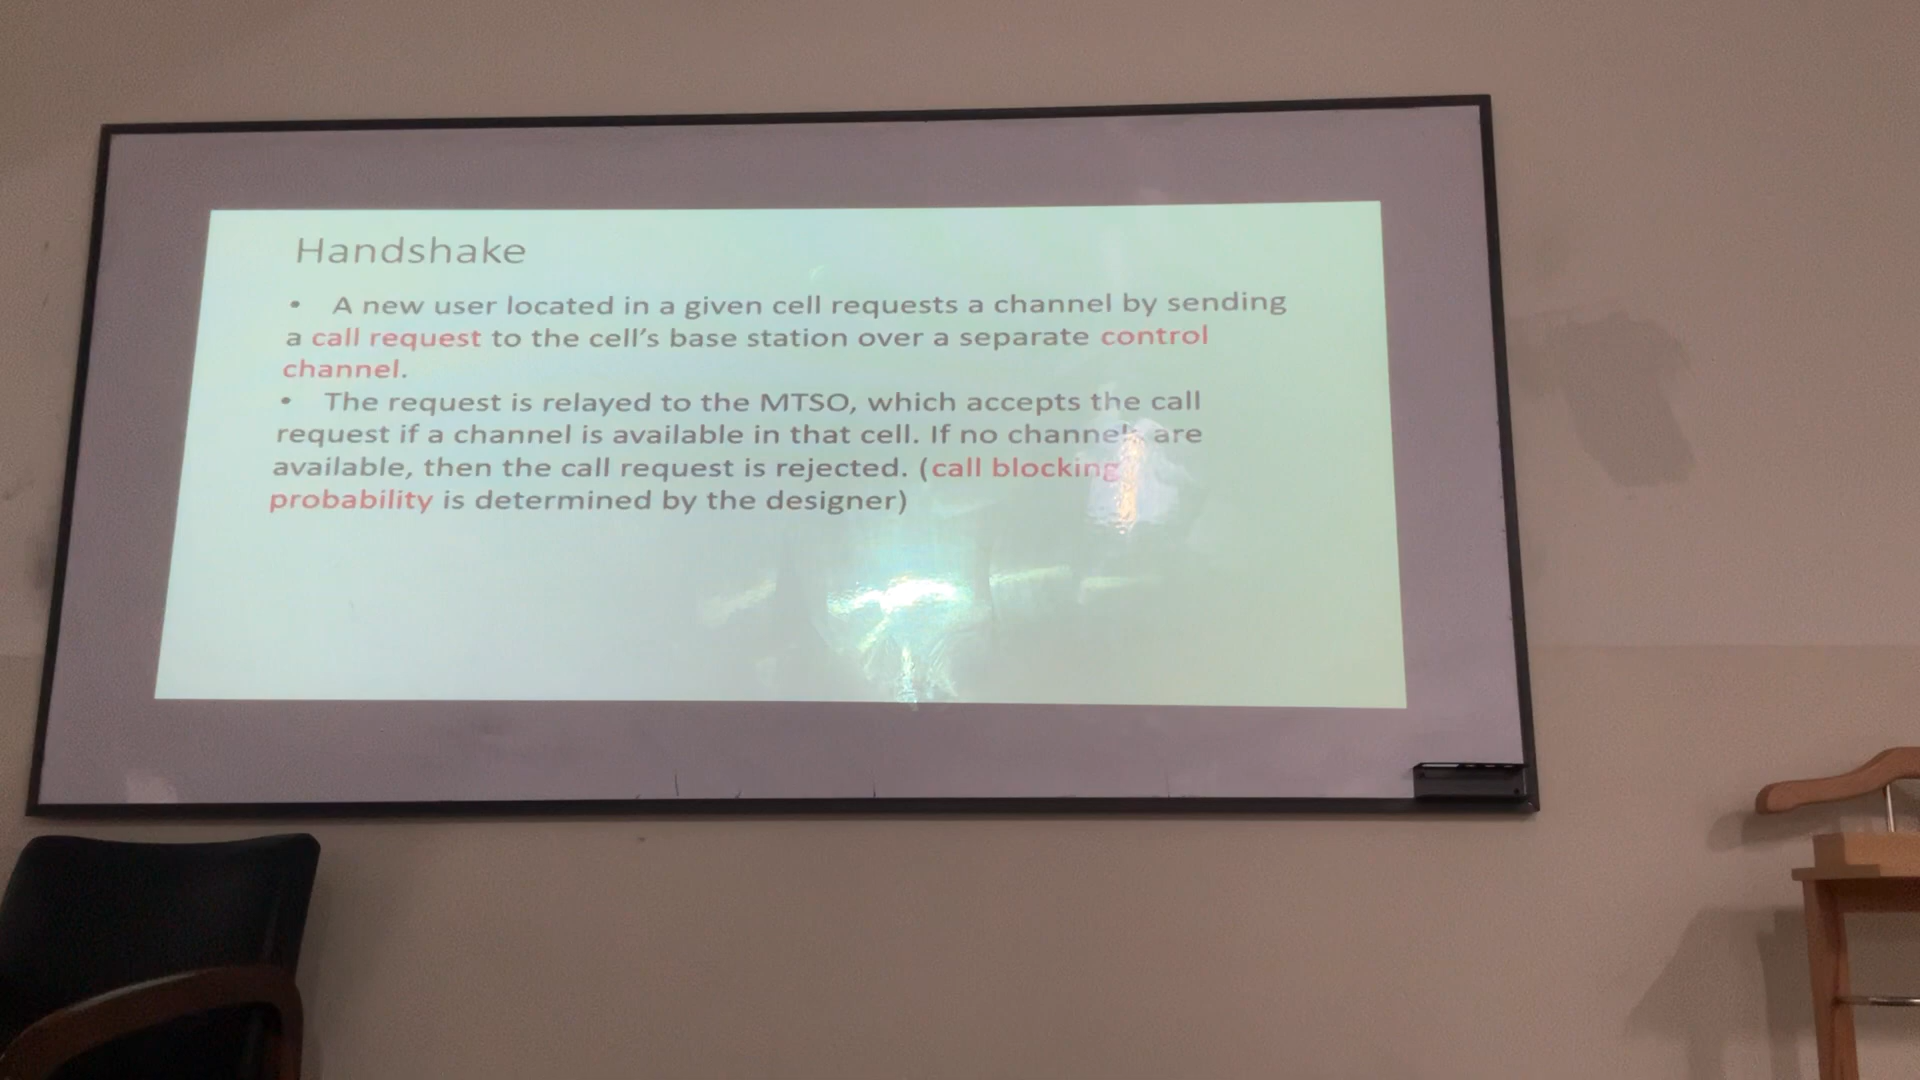 Handshake
• A new user located in a given cell requests a channel by sending
a call request to the cell's base station over a separate control
channel.
• The request is relayed to the MTSO, which accepts the call
request if a channel is available in that cell. If no channels are
available, then the call request is rejected. (call blocking
probability is determined by the designer)